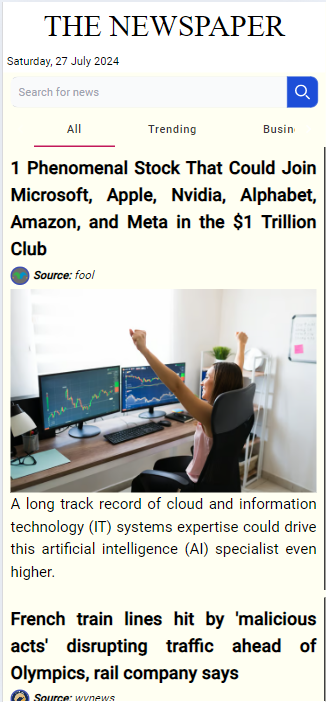 THE NEWSPAPER
Saturday, 27 July 2024
Search for news
All Trending Busin
1 Phenomenal Stock That Could Join
Microsoft, Apple, Nvidia, Alphabet,
Amazon, and Meta in the $1 Trillion
Club
Source: fool
A long track record of cloud and information
technology (IT) systems expertise could drive
this artificial intelligence (AI) specialist even
higher.
French train lines hit by 'malicious
acts' disrupting traffic ahead of
Olympics, rail company says
Source: wvnews